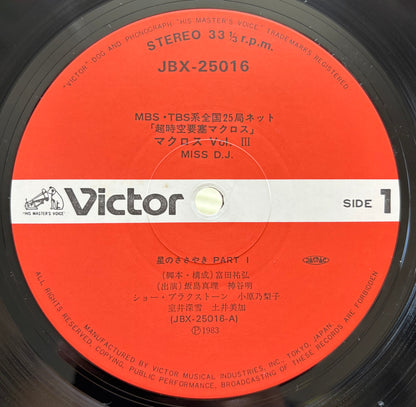 "VICTOR" DOG AND PHONOGRAPH "HIS MASTER'S VOICE" TRADEMARKS REGISTERED.
STEREO 33 1/3 r.p.m.
JBX-25016
MBS・TBS系全国25局ネット
「超時空要塞マクロス」
マクロス Vol. III
MISS D.J.
"HIS MASTER'S VOICE"
Victor
SIDE 1
星のささやき PART I
(脚本・構成)富田祐弘
(出演)飯島真理 神谷明
ショー・ブラクストーン 小原乃梨子
室井深雪 土井美加
(JBX-25016-A)
Ⓟ1983
ALL RIGHTS RESERVED. UNAUTHORIZED COPYING, PUBLIC PERFORMANCE, BROADCASTING OF THESE RECORDS ARE FORBIDDEN
MANUFACTURED BY VICTOR MUSICAL INDUSTRIES, INC., TOKYO, JAPAN.